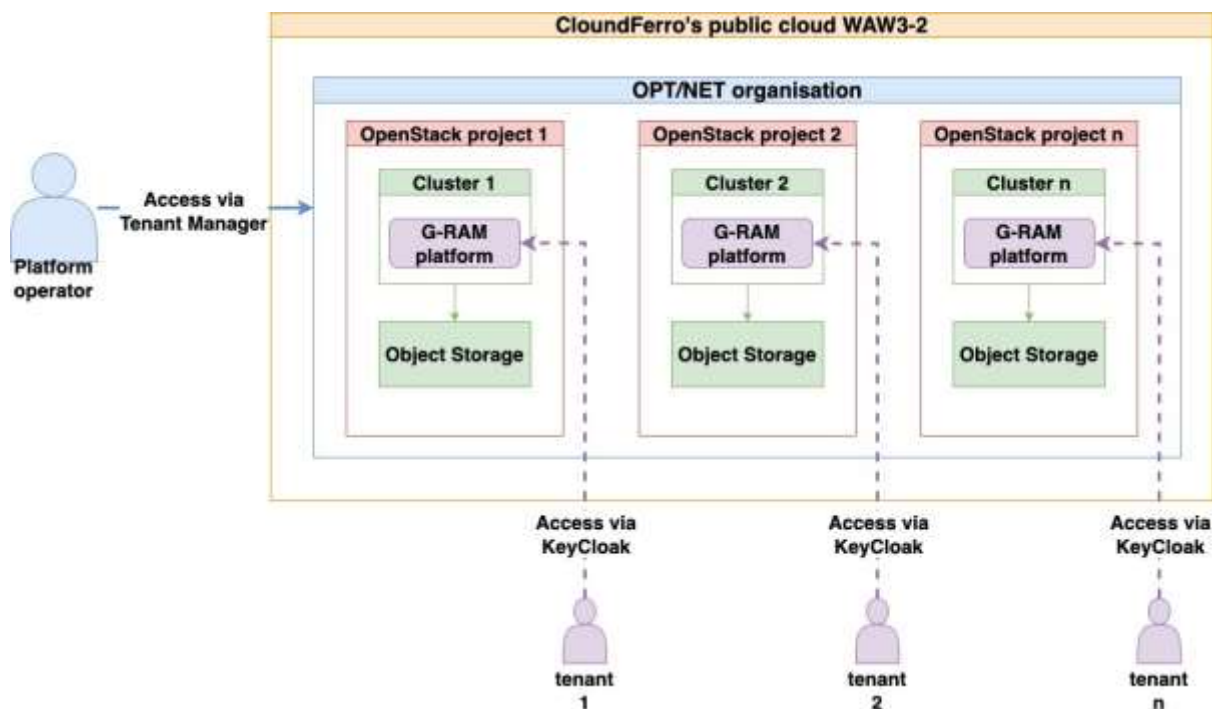 CloundFerro's public cloud WAW3-2
OPT/NET organisation
OpenStack project 1
OpenStack project 2
OpenStack project n
Cluster 1
Cluster 2
Cluster n
G-RAM
platform
G-RAM
platform
G-RAM
platform
Access via
Tenant Manager
Platform
operator
Object Storage
Object Storage
Object Storage
Access via
KeyCloak
Access via
KeyCloak
Access via
KeyCloak
tenant
1
tenant
2
tenant
n